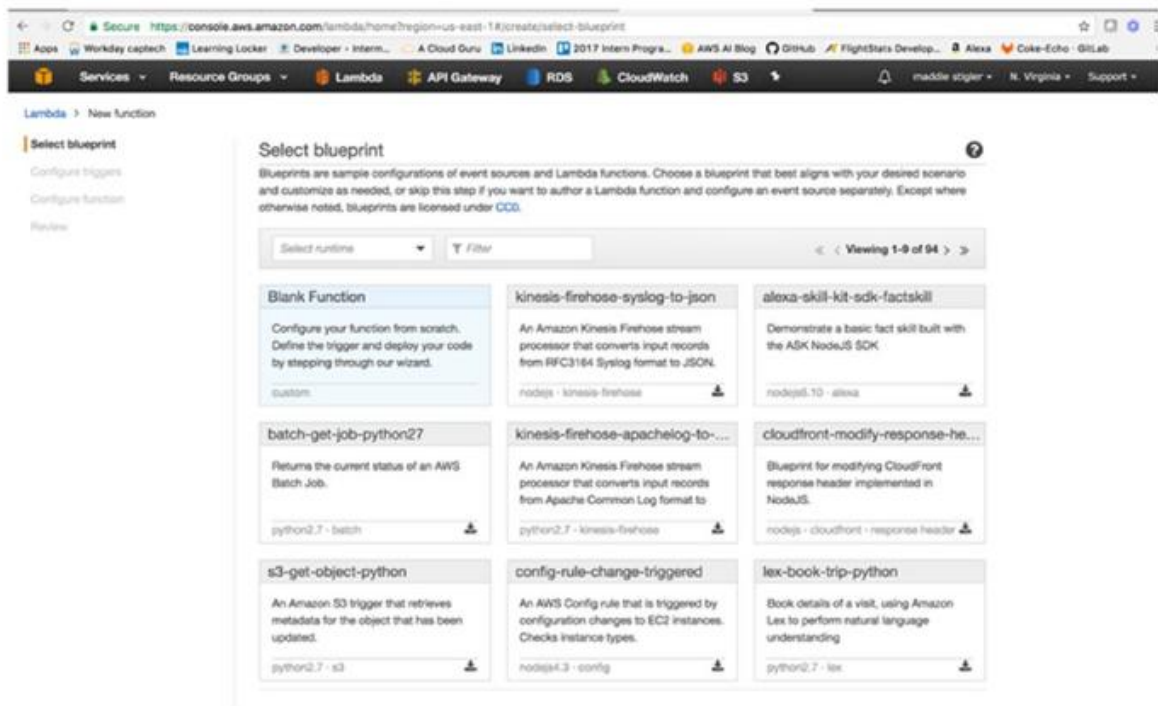 Secure https://console.aws.amazon.com/lambda/home?region=us-east-1#/create/select-blueprint
Apps Workday captech Learning Locker Developer - Interm... A Cloud Guru LinkedIn 2017 Intern Progra... AWS AI Blog GitHub FlightStats Develop... Alexa Coke-Echo · GitLab
Services Resource Groups Lambda API Gateway RDS CloudWatch S3 maddie stigler N. Virginia Support
Lambda > New function
Select blueprint
Configure triggers
Configure function
Review
Select blueprint
Blueprints are sample configurations of event sources and Lambda functions. Choose a blueprint that best aligns with your desired scenario
and customize as needed, or skip this step if you want to author a Lambda function and configure an event source separately. Except where
otherwise noted, blueprints are licensed under CC0.
Select runtime Filter « < Viewing 1-9 of 94 > »
Blank Function
Configure your function from scratch.
Define the trigger and deploy your code
by stepping through our wizard.
custom
kinesis-firehose-syslog-to-json
An Amazon Kinesis Firehose stream
processor that converts input records
from RFC3164 Syslog format to JSON.
nodejs · kinesis-firehose
alexa-skill-kit-sdk-factskill
Demonstrate a basic fact skill built with
the ASK NodeJS SDK
nodejs6.10 · alexa
batch-get-job-python27
Returns the current status of an AWS
Batch Job.
python2.7 · batch
kinesis-firehose-apachelog-to-...
An Amazon Kinesis Firehose stream
processor that converts input records
from Apache Common Log format to
python2.7 · kinesis-firehose
cloudfront-modify-response-he...
Blueprint for modifying CloudFront
response header implemented in
NodeJS.
nodejs · cloudfront · response header
s3-get-object-python
An Amazon S3 trigger that retrieves
metadata for the object that has been
updated.
python2.7 · s3
config-rule-change-triggered
An AWS Config rule that is triggered by
configuration changes to EC2 instances.
Checks instance types.
nodejs4.3 · config
lex-book-trip-python
Book details of a visit, using Amazon
Lex to perform natural language
understanding
python2.7 · lex